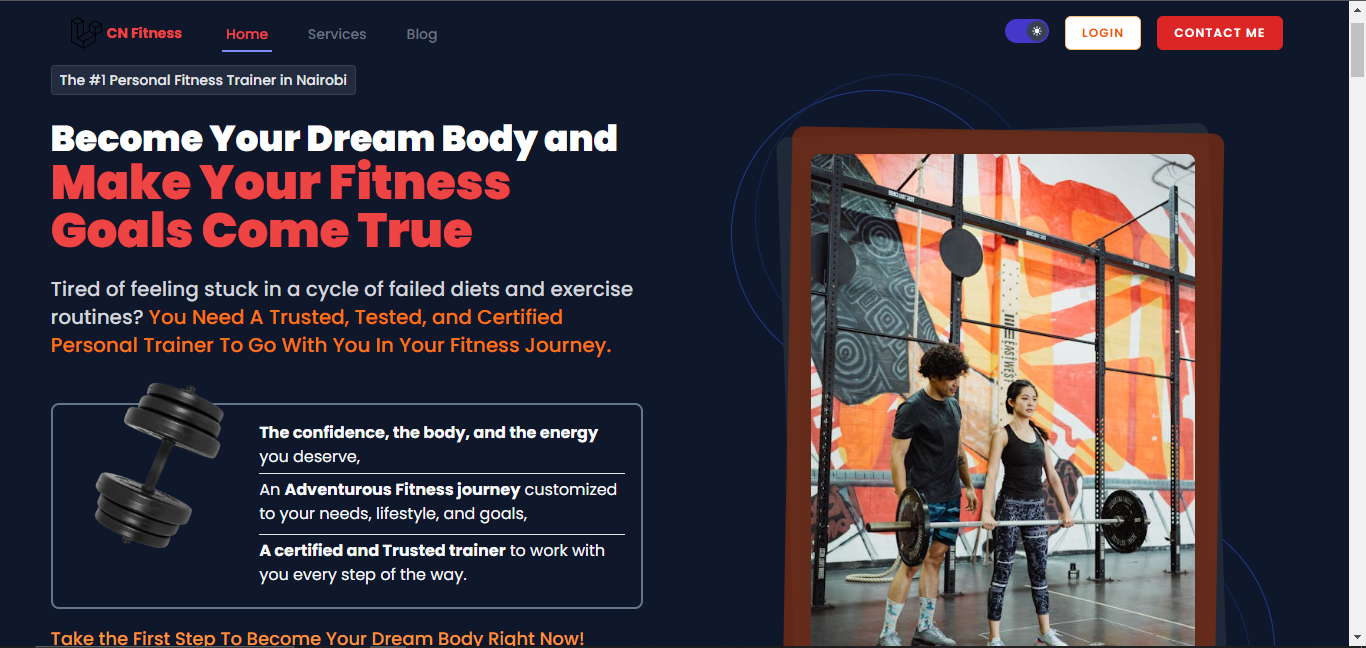 CN Fitness
Home
Services
Blog
LOGIN
CONTACT ME
The #1 Personal Fitness Trainer in Nairobi
Become Your Dream Body and
Make Your Fitness
Goals Come True
Tired of feeling stuck in a cycle of failed diets and exercise
routines? You Need A Trusted, Tested, and Certified
Personal Trainer To Go With You In Your Fitness Journey.
The confidence, the body, and the energy
you deserve,
An Adventurous Fitness journey customized
to your needs, lifestyle, and goals,
A certified and Trusted trainer to work with
you every step of the way.
Take the First Step To Become Your Dream Body Right Now!